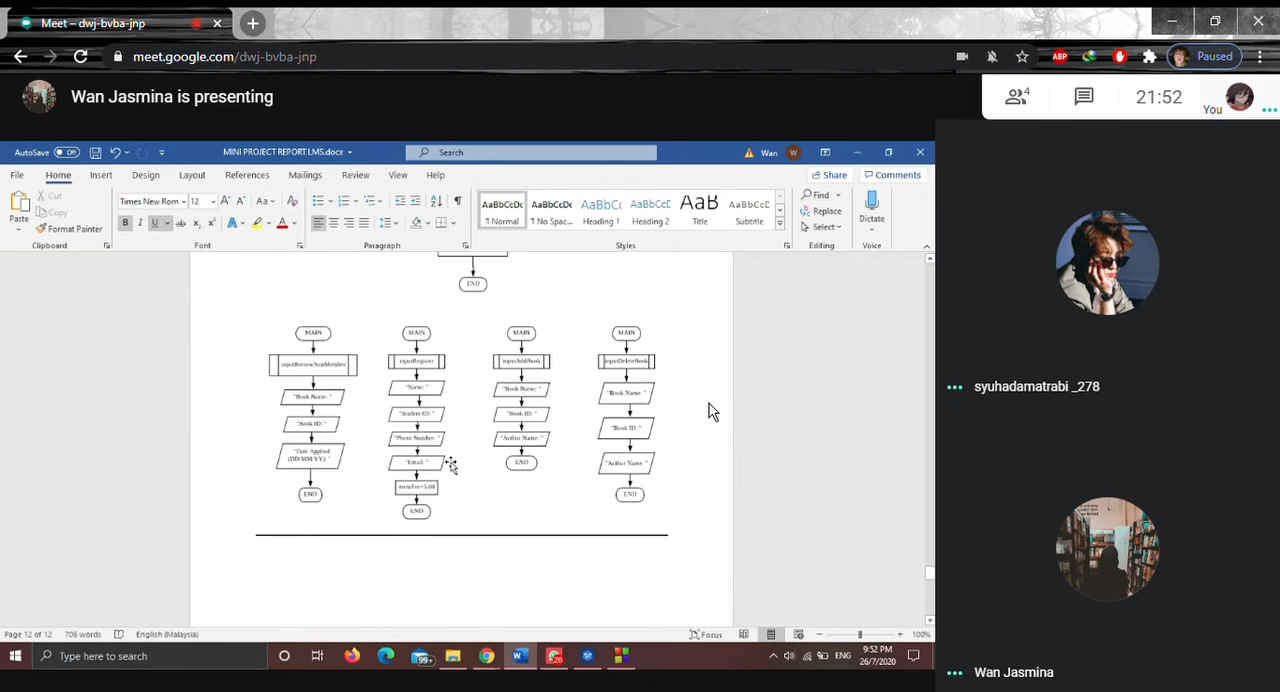 Meet – dwj-bvba-jnp
meet.google.com/dwj-bvba-jnp
ABP
Paused
Wan Jasmina is presenting
4
21:52
You
AutoSave Off
MINI PROJECT REPORT LMS.docx
Search
Wan
W
File Home Insert Draw Design Layout References Mailings Review View Help
Share
Comments
Paste
Cut
Copy
Format Painter
Clipboard
Times New Rom
12
Font
Paragraph
AaBbCcDc
¶ Normal
AaBbCcDc
¶ No Spac...
AaBbCc
Heading 1
AaBbCcD
Heading 2
AaB
Title
AaBbCcD
Subtitle
Styles
Find
Replace
Select
Editing
Dictate
Voice
END
MAIN MAIN MAIN MAIN
inputBorrowNonMember inputRegister inputAddBook inputDeleteBook
"Book Name: " "Name: " "Book Name: " "Book Name: "
"Book ID: " "Student ID: " "Book ID: " "Book ID: "
"Date Applied
(DD/MM/YY): " "Phone Number: " "Author Name: " "Author Name: "
"Email: " END
memFee=5.00
END END END
syuhadamatrabi _278
Wan Jasmina
Page 12 of 12
706 words
English (Malaysia)
Focus
100%
Type here to search
99+
26
ENG
9:52 PM
26/7/2020